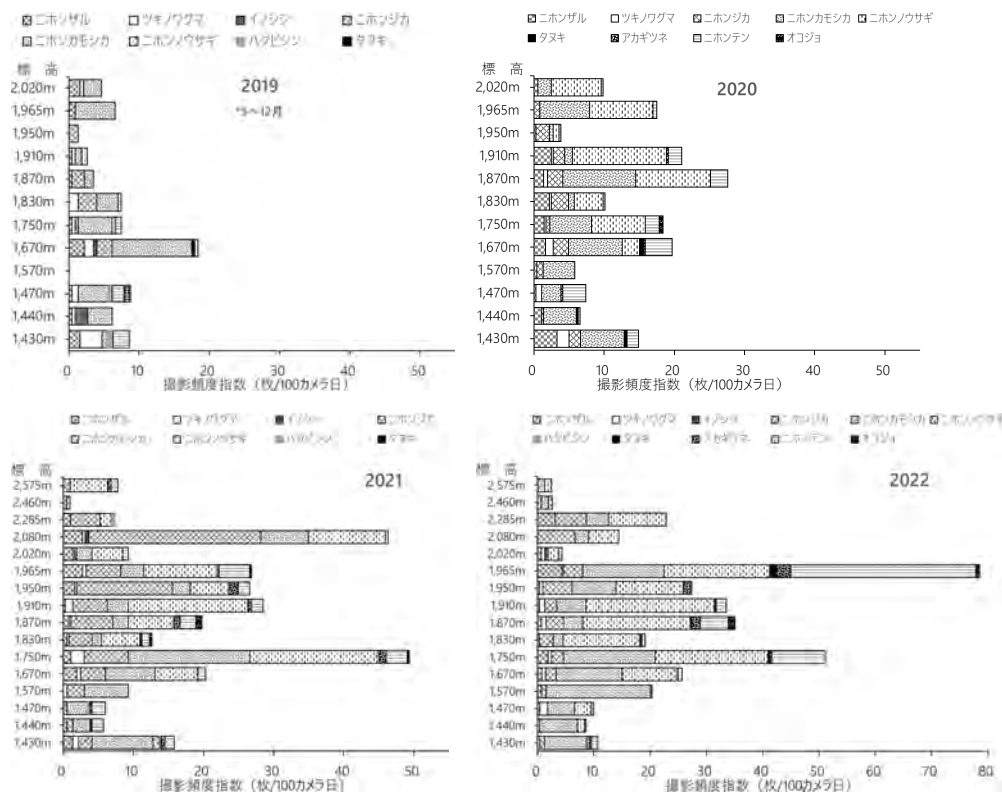 ニホンザル ツキノワグマ イノシシ ニホンジカ
ニホンカモシカ ニホンノウサギ ハクビシン タヌキ
標 高
2019
*5～12月
2,020m
1,965m
1,950m
1,910m
1,870m
1,830m
1,750m
1,670m
1,570m
1,470m
1,440m
1,430m
0 10 20 30 40 50
撮影頻度指数 (枚/100カメラ日)
ニホンザル ツキノワグマ ニホンジカ ニホンカモシカ ニホンノウサギ
タヌキ アカギツネ ニホンテン オコジョ
標 高
2020
2,020m
1,965m
1,950m
1,910m
1,870m
1,830m
1,750m
1,670m
1,570m
1,470m
1,440m
1,430m
0 10 20 30 40 50
撮影頻度指数 (枚/100カメラ日)
ニホンザル ツキノワグマ イノシシ ニホンジカ
ニホンカモシカ ニホンノウサギ ハクビシン タヌキ
標 高
2021
2,575m
2,460m
2,285m
2,080m
2,020m
1,965m
1,950m
1,910m
1,870m
1,830m
1,750m
1,670m
1,570m
1,470m
1,440m
1,430m
0 10 20 30 40 50
撮影頻度指数 (枚/100カメラ日)
ニホンザル ツキノワグマ イノシシ ニホンジカ ニホンカモシカ ニホンノウサギ
ハクビシン タヌキ アカギツネ ニホンテン オコジョ
標 高
2022
2,575m
2,460m
2,285m
2,080m
2,020m
1,965m
1,950m
1,910m
1,870m
1,830m
1,750m
1,670m
1,570m
1,470m
1,440m
1,430m
0 10 20 30 40 50 60 70 80
撮影頻度指数 (枚/100カメラ日)